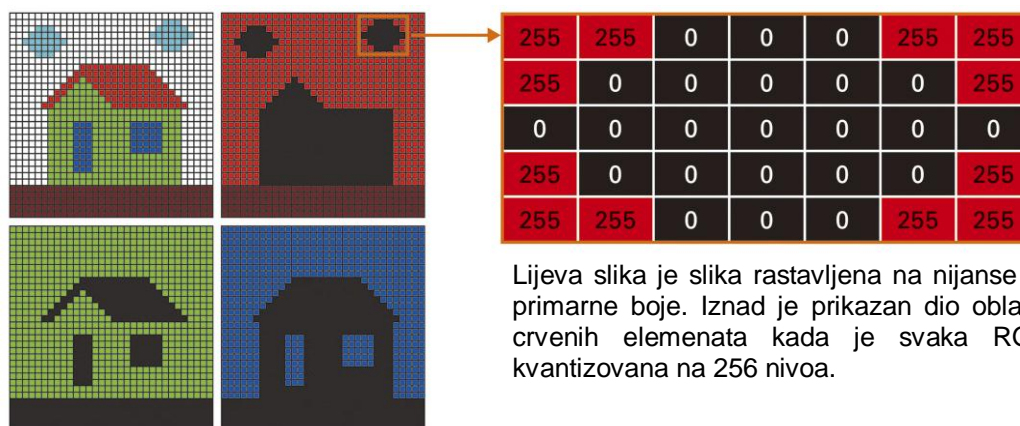 255 255 0 0 0 255 255
255 0 0 0 0 0 255
0 0 0 0 0 0 0
255 0 0 0 0 0 255
255 255 0 0 0 255 255
Lijeva slika je slika rastavljena na nijanse
primarne boje. Iznad je prikazan dio
crvenih elemenata kada je svaka
kvantizovana na 256 nivoa.